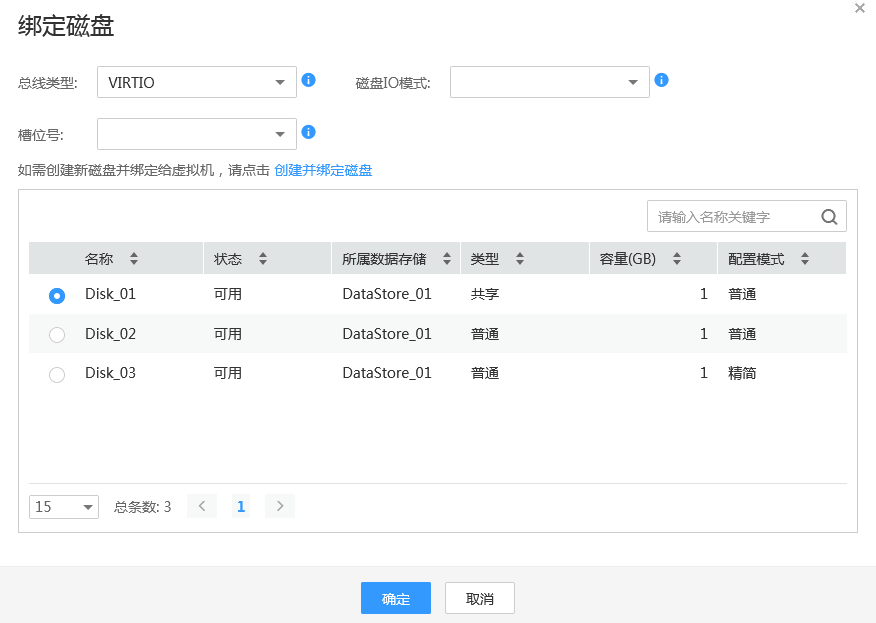 绑定磁盘
总线类型: VIRTIO 磁盘IO模式:
槽位号:
如需创建新磁盘并绑定给虚拟机，请点击 创建并绑定磁盘
请输入名称关键字
名称 状态 所属数据存储 类型 容量(GB) 配置模式
Disk_01 可用 DataStore_01 共享 1 普通
Disk_02 可用 DataStore_01 普通 1 普通
Disk_03 可用 DataStore_01 普通 1 精简
15 总条数: 3 1
确定 取消